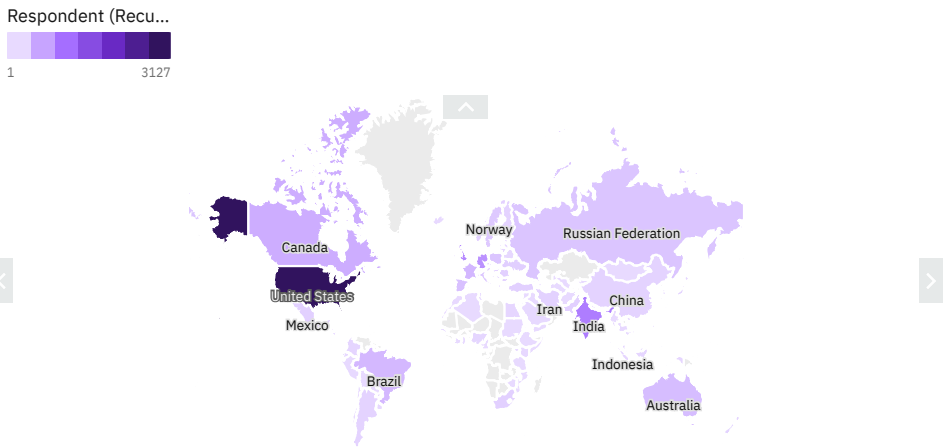 Respondent (Recu...
1 3127
Norway
Russian Federation
Canada
United States
China
Iran
Mexico
India
Indonesia
Brazil
Australia